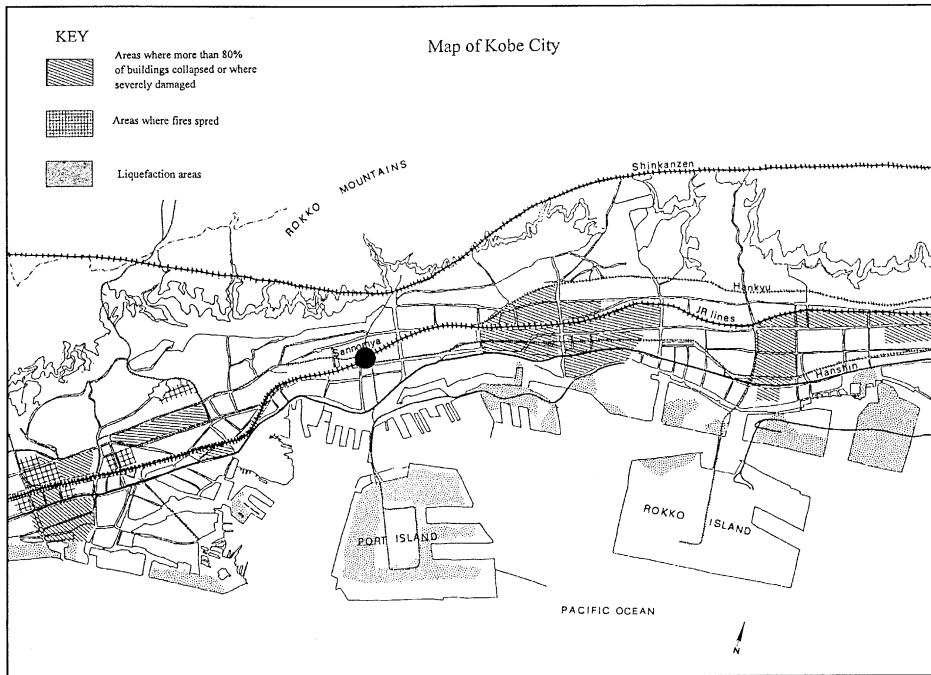 KEY
Map of Kobe City
Areas where more than 80%
of buildings collapsed or where
severely damaged
Areas where fires spred
Liquefaction areas
ROKKO MOUNTAINS
Shinkanzen
Hankyu
JR lines
Sannomiya
Hanshin
PORT ISLAND
ROKKO ISLAND
PACIFIC OCEAN
N